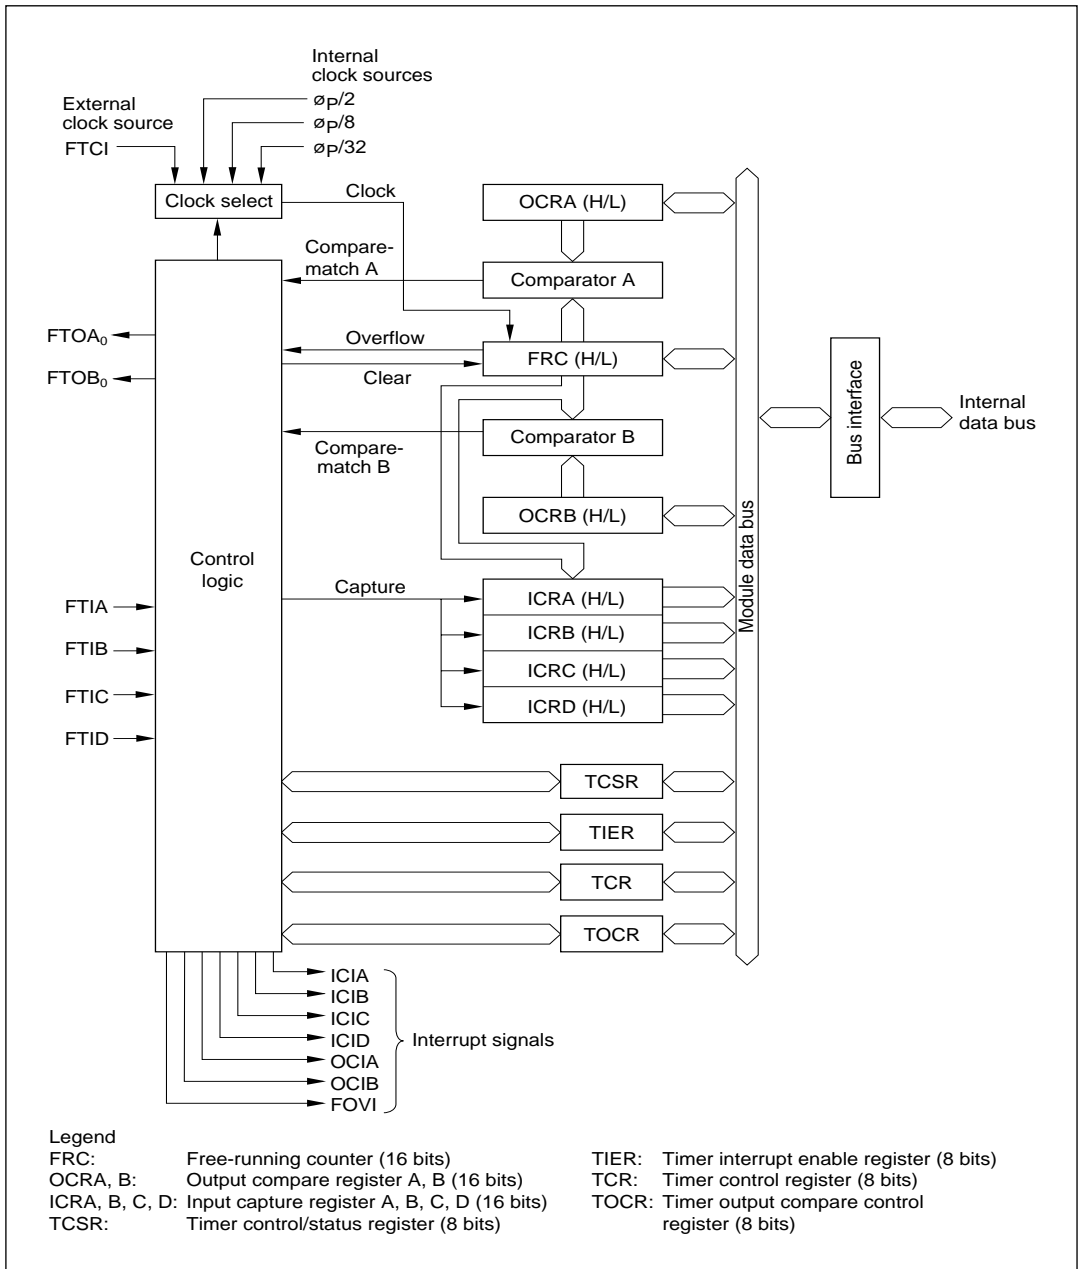 Internal
clock sources
External
clock source
øP/2
øP/8
FTCI
øP/32
Clock select
Clock
OCRA (H/L)
Compare-
match A
Comparator A
FTOA0
Overflow
FRC (H/L)
FTOB0
Clear
Comparator B
Compare-
match B
Bus interface
Internal
data bus
OCRB (H/L)
Module data bus
Control
logic
Capture
FTIA
ICRA (H/L)
FTIB
ICRB (H/L)
FTIC
ICRC (H/L)
FTID
ICRD (H/L)
TCSR
TIER
TCR
TOCR
ICIA
ICIB
ICIC
ICID
Interrupt signals
OCIA
OCIB
FOVI
Legend
FRC: Free-running counter (16 bits)
OCRA, B: Output compare register A, B (16 bits)
ICRA, B, C, D: Input capture register A, B, C, D (16 bits)
TCSR: Timer control/status register (8 bits)
TIER: Timer interrupt enable register (8 bits)
TCR: Timer control register (8 bits)
TOCR: Timer output compare control
register (8 bits)